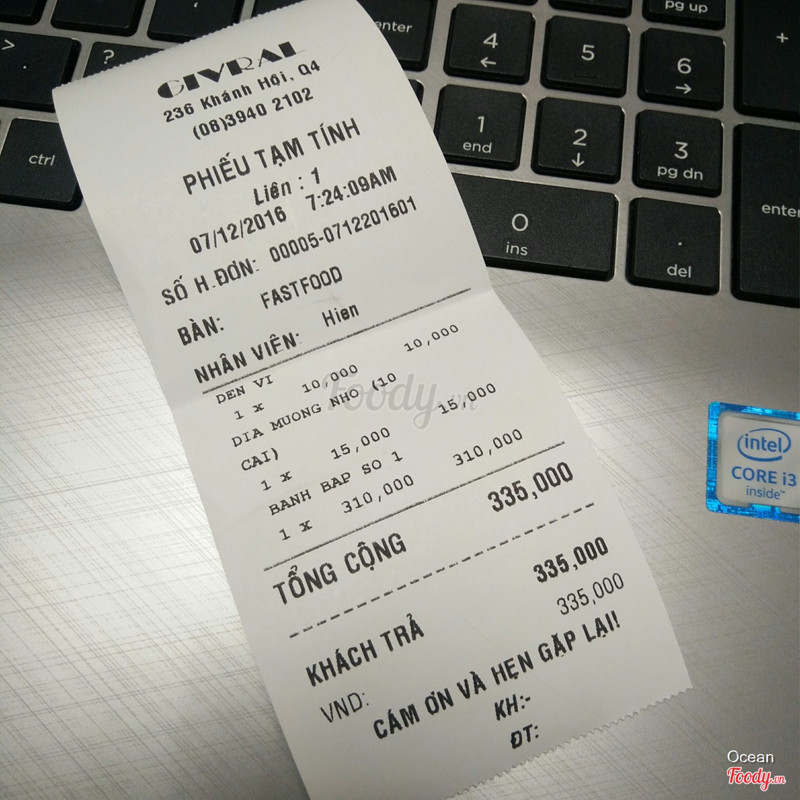 GIVRAL
236 Khánh Hội, Q4
(08)3940 2102
PHIẾU TẠM TÍNH
Liên : 1
07/12/2016 7:24:09AM
SỐ H.ĐƠN: 00005-0712201601
BÀN: FASTFOOD
NHÂN VIÊN: Hien
DEN VI
1 x 10,000 10,000
DIA MUONG NHO (10
CAI)
1 x 15,000 15,000
BANH BAP SO 1
1 x 310,000 310,000
TỔNG CỘNG 335,000
KHÁCH TRẢ 335,000
VND: 335,000
CÁM ƠN VÀ HẸN GẶP LẠI!
KH:-
ĐT:
Foody.vn
enter
pg up
+
>
.
?
/
4
←
5
6
→
ctrl
1
end
2
↓
3
pg dn
0
ins
.
del
enter
intel
CORE i3
inside™
Ocean
Foody.vn